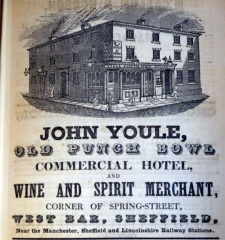 JOHN YOULE,
OLD PUNCH BOWL
COMMERCIAL HOTEL,
AND
WINE AND SPIRIT MERCHANT,
CORNER OF SPRING-STREET,
WEST BAR, SHEFFIELD,
Near the Manchester, Sheffield and Lincolnshire Railway Stations.